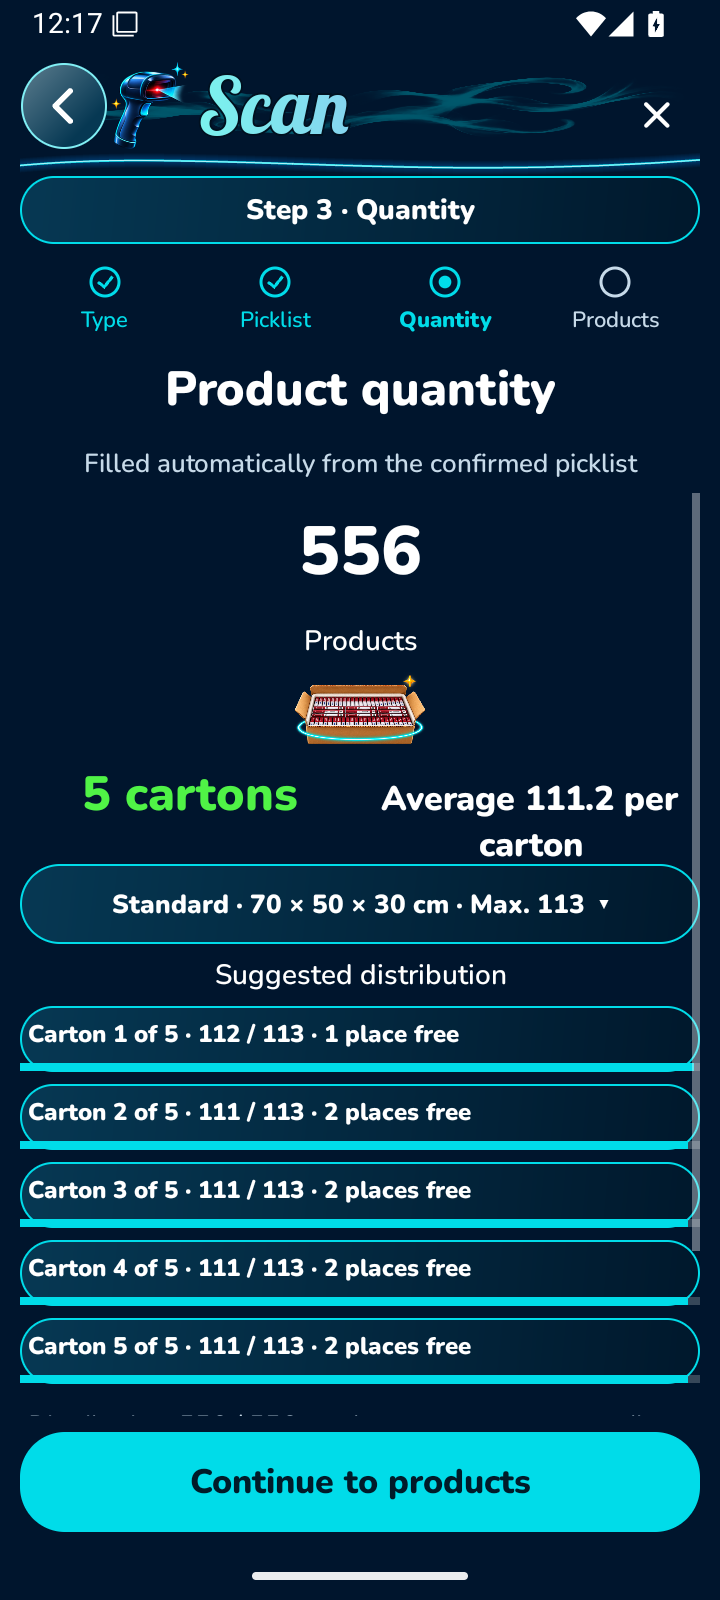 12:17
Scan
Step 3 · Quantity
Type
Picklist
Quantity
Products
Product quantity
Filled automatically from the confirmed picklist
556
Products
5 cartons
Average 111.2 per
carton
Standard · 70 × 50 × 30 cm · Max. 113 ▼
Suggested distribution
Carton 1 of 5 · 112 / 113 · 1 place free
Carton 2 of 5 · 111 / 113 · 2 places free
Carton 3 of 5 · 111 / 113 · 2 places free
Carton 4 of 5 · 111 / 113 · 2 places free
Carton 5 of 5 · 111 / 113 · 2 places free
Continue to products